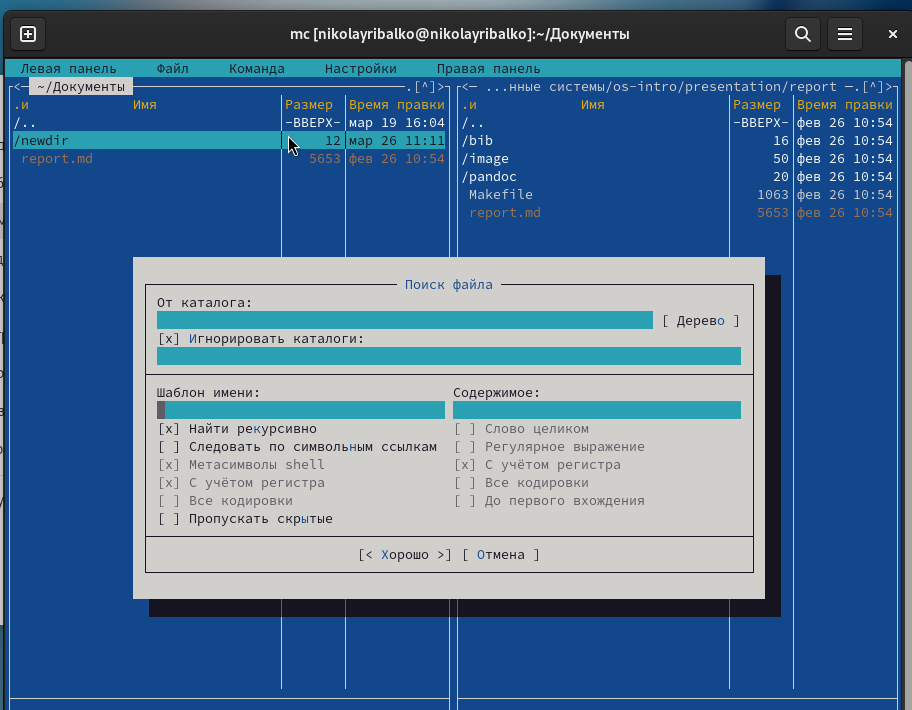 mc [nikolayribalko@nikolayribalko]:~/Документы
Левая панель Файл Команда Настройки Правая панель
<— ~/Документы .[^]> <— ...нные системы/os-intro/presentation/report —.[^]>
.и Имя Размер Время правки .и Имя Размер Время правки
/.. -ВВЕРХ- мар 19 16:04 /.. -ВВЕРХ- фев 26 10:54
/newdir 12 мар 26 11:11 /bib 16 фев 26 10:54
report.md 5653 фев 26 10:54 /image 50 фев 26 10:54
/pandoc 20 фев 26 10:54
Makefile 1063 фев 26 10:54
report.md 5653 фев 26 10:54
Поиск файла
От каталога:
[ Дерево ]
[x] Игнорировать каталоги:
Шаблон имени: Содержимое:
[x] Найти рекурсивно [ ] Слово целиком
[ ] Следовать по символьным ссылкам [ ] Регулярное выражение
[x] Метасимволы shell [x] С учётом регистра
[x] С учётом регистра [ ] Все кодировки
[ ] Все кодировки [ ] До первого вхождения
[ ] Пропускать скрытые
[< Хорошо >] [ Отмена ]